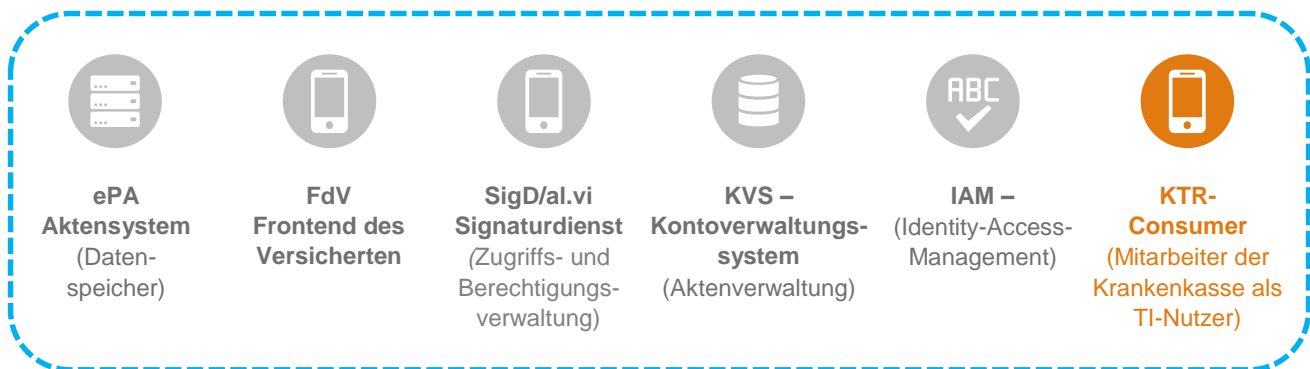 ABC
ePA
Aktensystem
(Daten-
speicher)
FdV
Frontend des
Versicherten
SigD/al.vi
Signaturdienst
(Zugriffs- und
Berechtigungs-
verwaltung)
KVS –
Kontoverwaltungs-
system
(Aktenverwaltung)
IAM –
(Identity-Access-
Management)
KTR-
Consumer
(Mitarbeiter der
Krankenkasse als
TI-Nutzer)